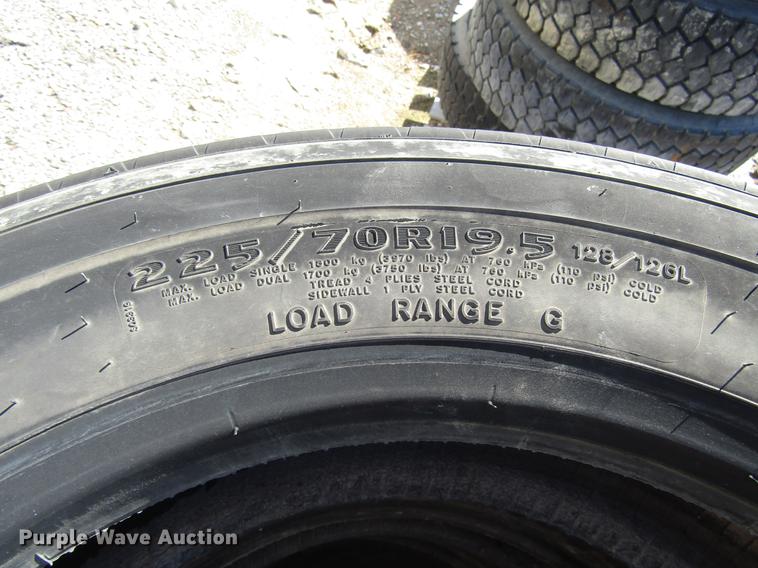 225/70R19.5 128/126L
MAX. LOAD SINGLE 1800 kg (3970 lbs) AT 760 kPa (110 psi) COLD
MAX. LOAD DUAL 1700 kg (3750 lbs) AT 760 kPa (110 psi) COLD
TREAD 4 PLIES STEEL CORD
SIDEWALL 1 PLY STEEL CORD
LOAD RANGE G
Purple Wave Auction